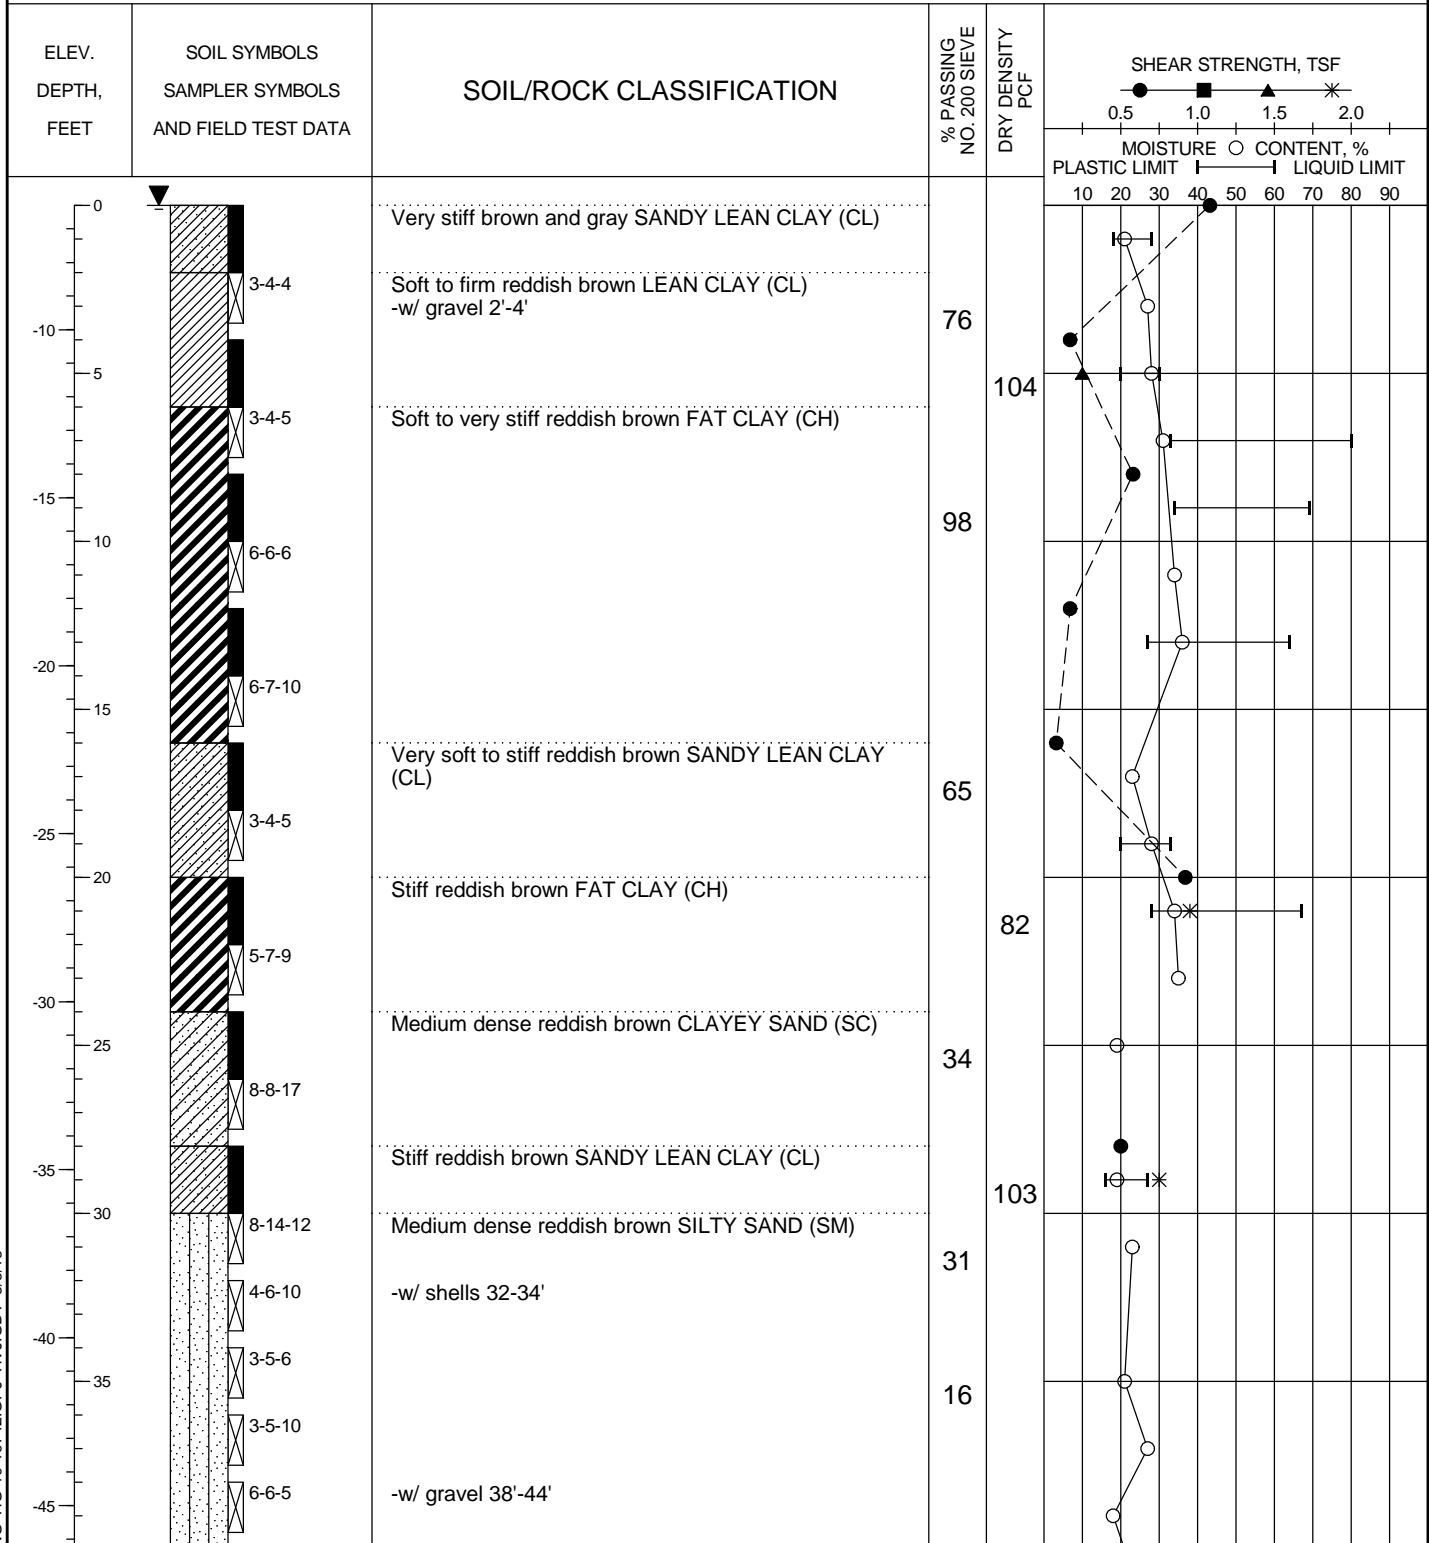 ELEV.
DEPTH,
FEET
SOIL SYMBOLS
SAMPLER SYMBOLS
AND FIELD TEST DATA
SOIL/ROCK CLASSIFICATION
% PASSING
NO. 200 SIEVE
DRY DENSITY
PCF
SHEAR STRENGTH, TSF
0.5 1.0 1.5 2.0
MOISTURE CONTENT, %
PLASTIC LIMIT LIQUID LIMIT
10 20 30 40 50 60 70 80 90
0
Very stiff brown and gray SANDY LEAN CLAY (CL)
3-4-4
Soft to firm reddish brown LEAN CLAY (CL)
-w/ gravel 2'-4'
76
-10
5
104
3-4-5
Soft to very stiff reddish brown FAT CLAY (CH)
-15
98
10
6-6-6
-20
6-7-10
15
Very soft to stiff reddish brown SANDY LEAN CLAY
(CL)
65
3-4-5
-25
20
Stiff reddish brown FAT CLAY (CH)
82
5-7-9
-30
Medium dense reddish brown CLAYEY SAND (SC)
25
34
8-8-17
Stiff reddish brown SANDY LEAN CLAY (CL)
-35
103
30
8-14-12
Medium dense reddish brown SILTY SAND (SM)
31
4-6-10
-w/ shells 32-34'
-40
3-5-6
35
16
3-5-10
6-6-5
-w/ gravel 38'-44'
-45